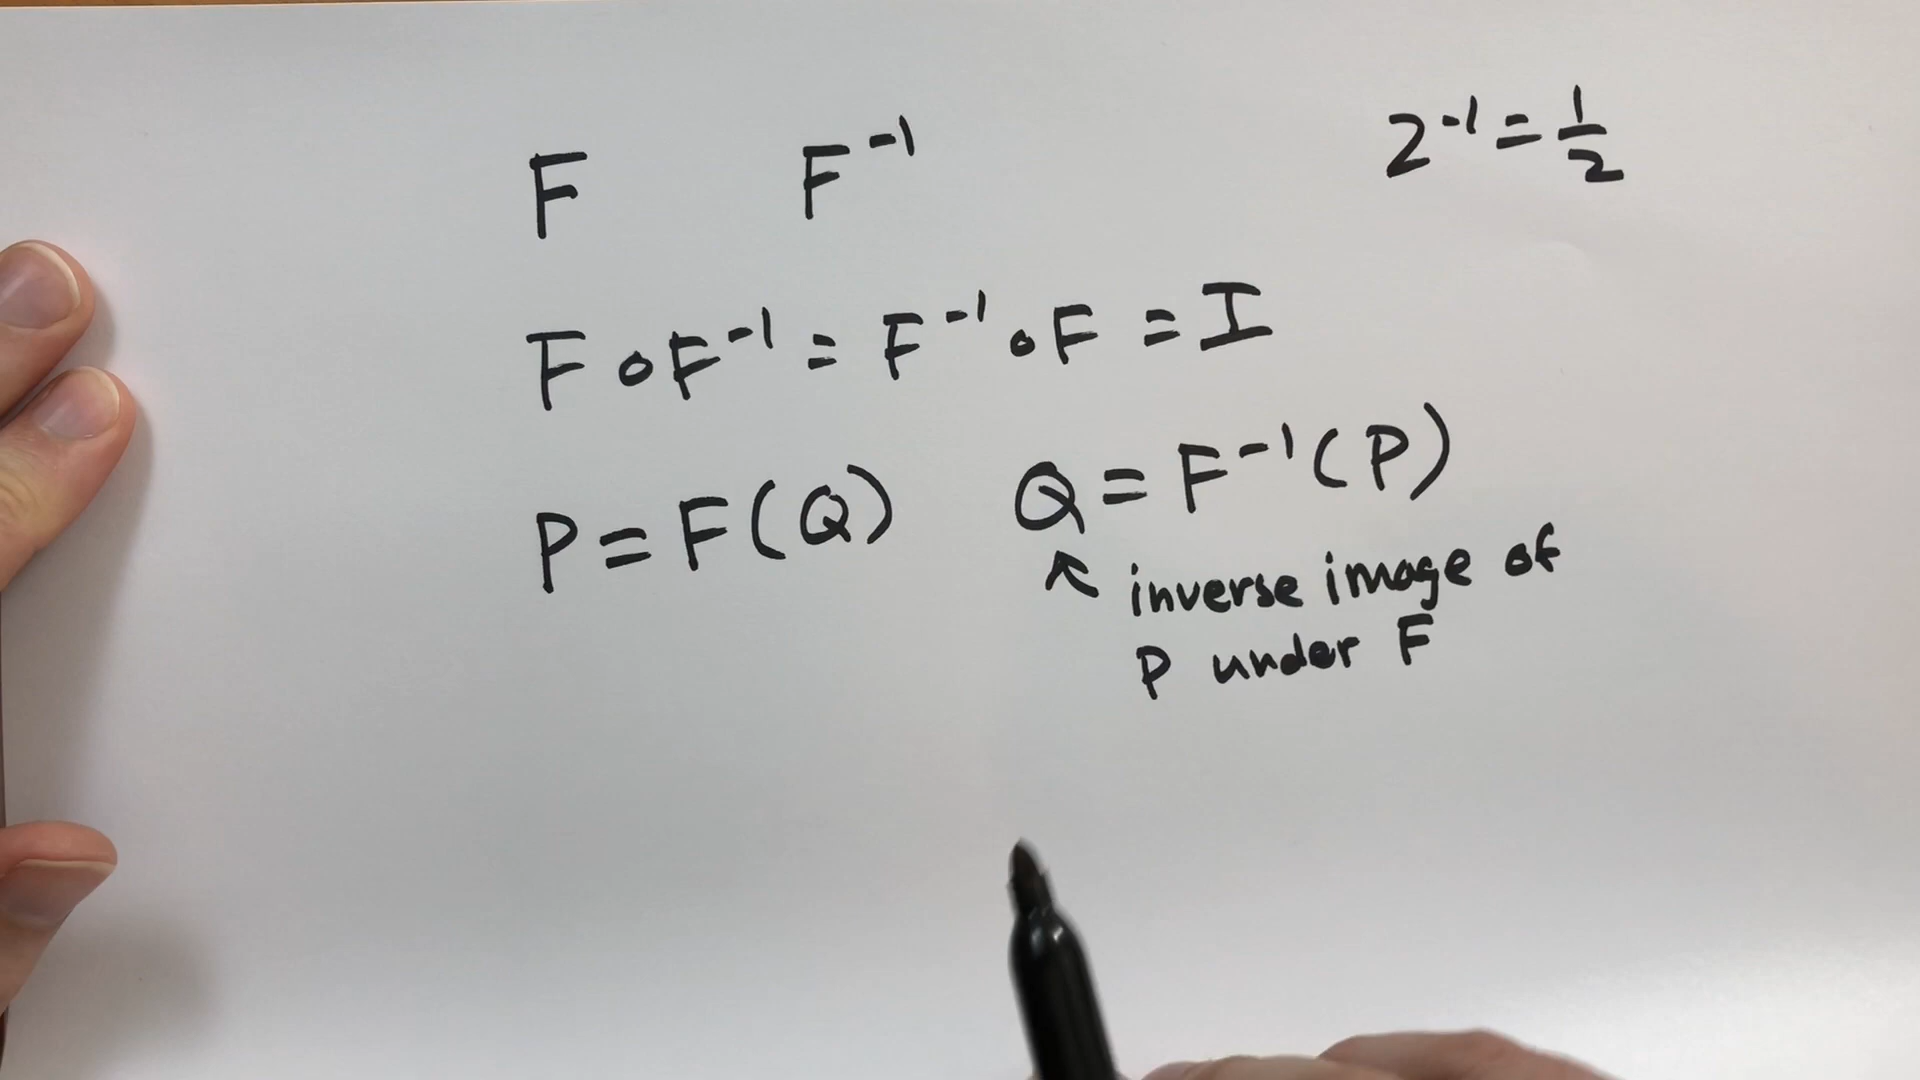 F F⁻¹ 2⁻¹ = 1/2
F ∘ F⁻¹ = F⁻¹ ∘ F = I
P = F(Q) Q = F⁻¹(P)
↖ inverse image of
P under F